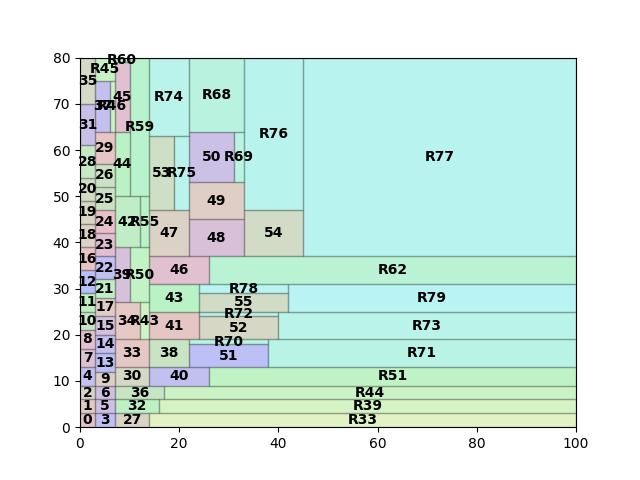 80
70
60
50
40
30
20
10
0
0 20 40 60 80 100
R60
R45
35
R74 R68
37 R46 45
31 R59 R76
29 44 50 R69 R77
28 26 53 R75
20 25 49
19 24 42 R55
18 23 47 48 54
16 22 39 R50 46 R62
12 21 43 R78 R79
11 17 55
10 15 34 R43 41 R72 52 R73
8 14 33 38 R70 51 R71
7 13
4 9 30 40 R51
2 6 36 R44
1 5 32 R39
0 3 27 R33